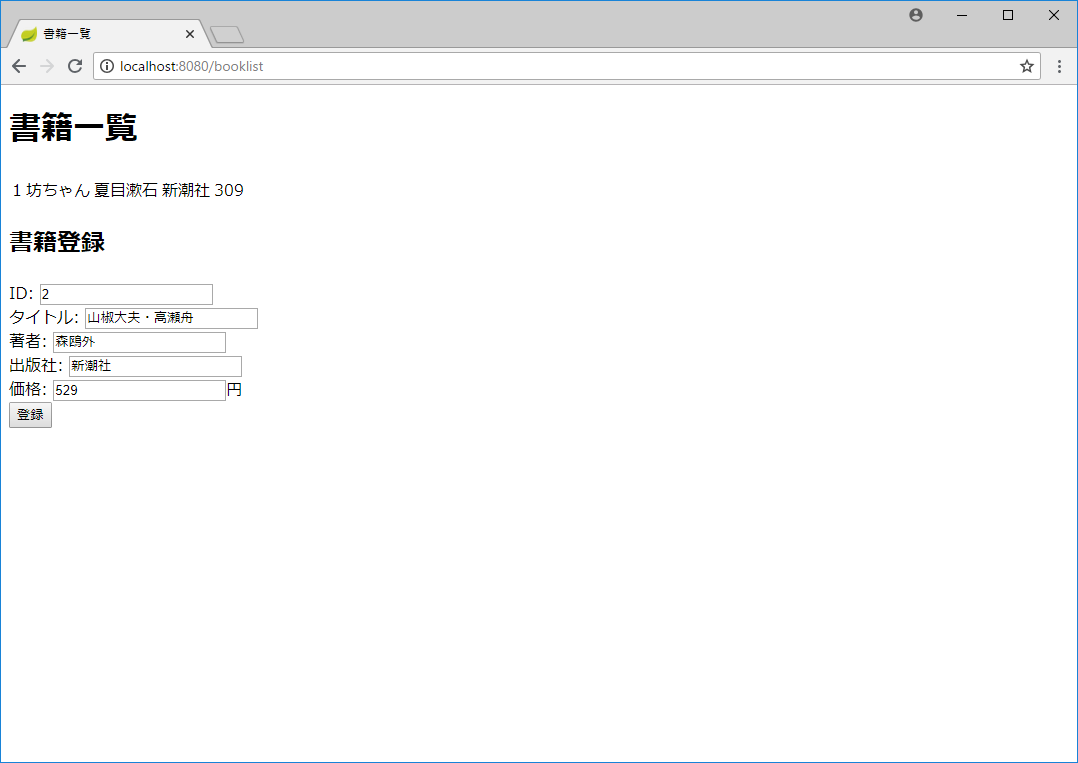 書籍一覧
localhost:8080/booklist
書籍一覧
1 坊ちゃん 夏目漱石 新潮社 309
書籍登録
ID: 2
タイトル: 山椒大夫・高瀬舟
著者: 森鴎外
出版社: 新潮社
価格: 529円
登録